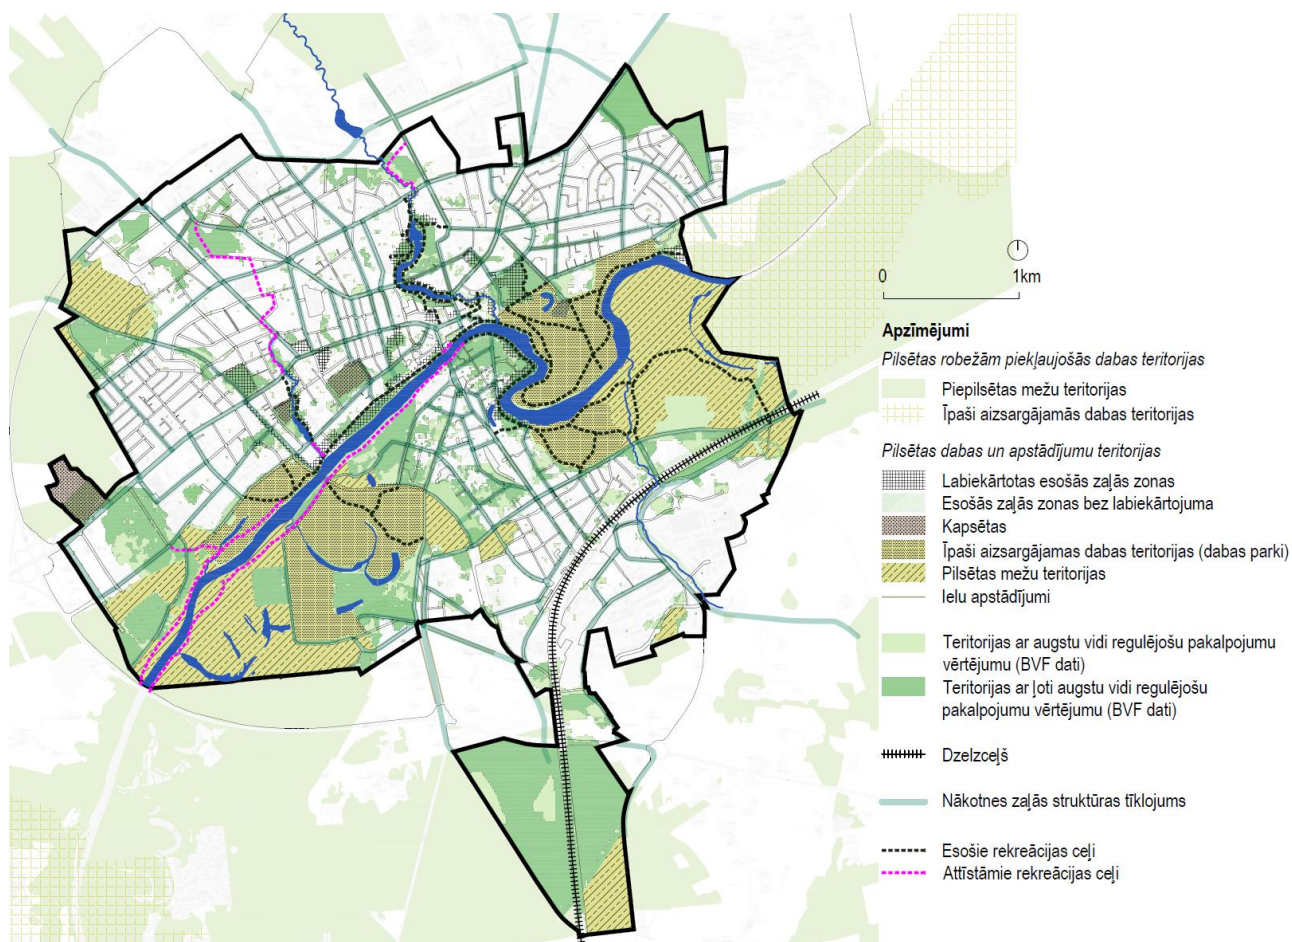 0
1km
Apzīmējumi
Pilsētas robežām piekļaujošās dabas teritorijas
Piepilsētas mežu teritorijas
Īpaši aizsargājamās dabas teritorijas
Pilsētas dabas un apstādījumu teritorijas
Labiekārtotas esošās zaļās zonas
Esošās zaļās zonas bez labiekārtojuma
Kapsētas
Īpaši aizsargājamas dabas teritorijas (dabas parki)
Pilsētas mežu teritorijas
Ielu apstādījumi
Teritorijas ar augstu vidi regulējošu pakalpojumu
vērtējumu (BVF dati)
Teritorijas ar ļoti augstu vidi regulējošu
pakalpojumu vērtējumu (BVF dati)
Dzelzceļš
Nākotnes zaļās struktūras tīklojums
Esošie rekreācijas ceļi
Attīstāmie rekreācijas ceļi